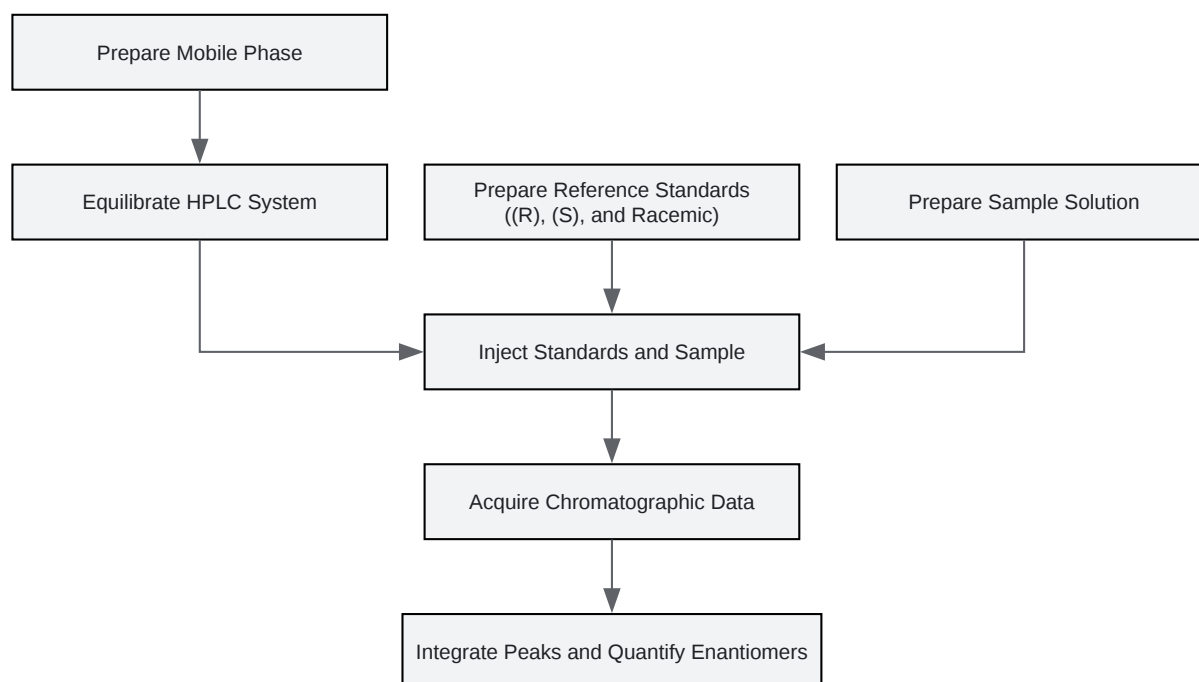 Prepare Mobile Phase
Equilibrate HPLC System
Prepare Reference Standards
((R), (S), and Racemic)
Prepare Sample Solution
Inject Standards and Sample
Acquire Chromatographic Data
Integrate Peaks and Quantify Enantiomers